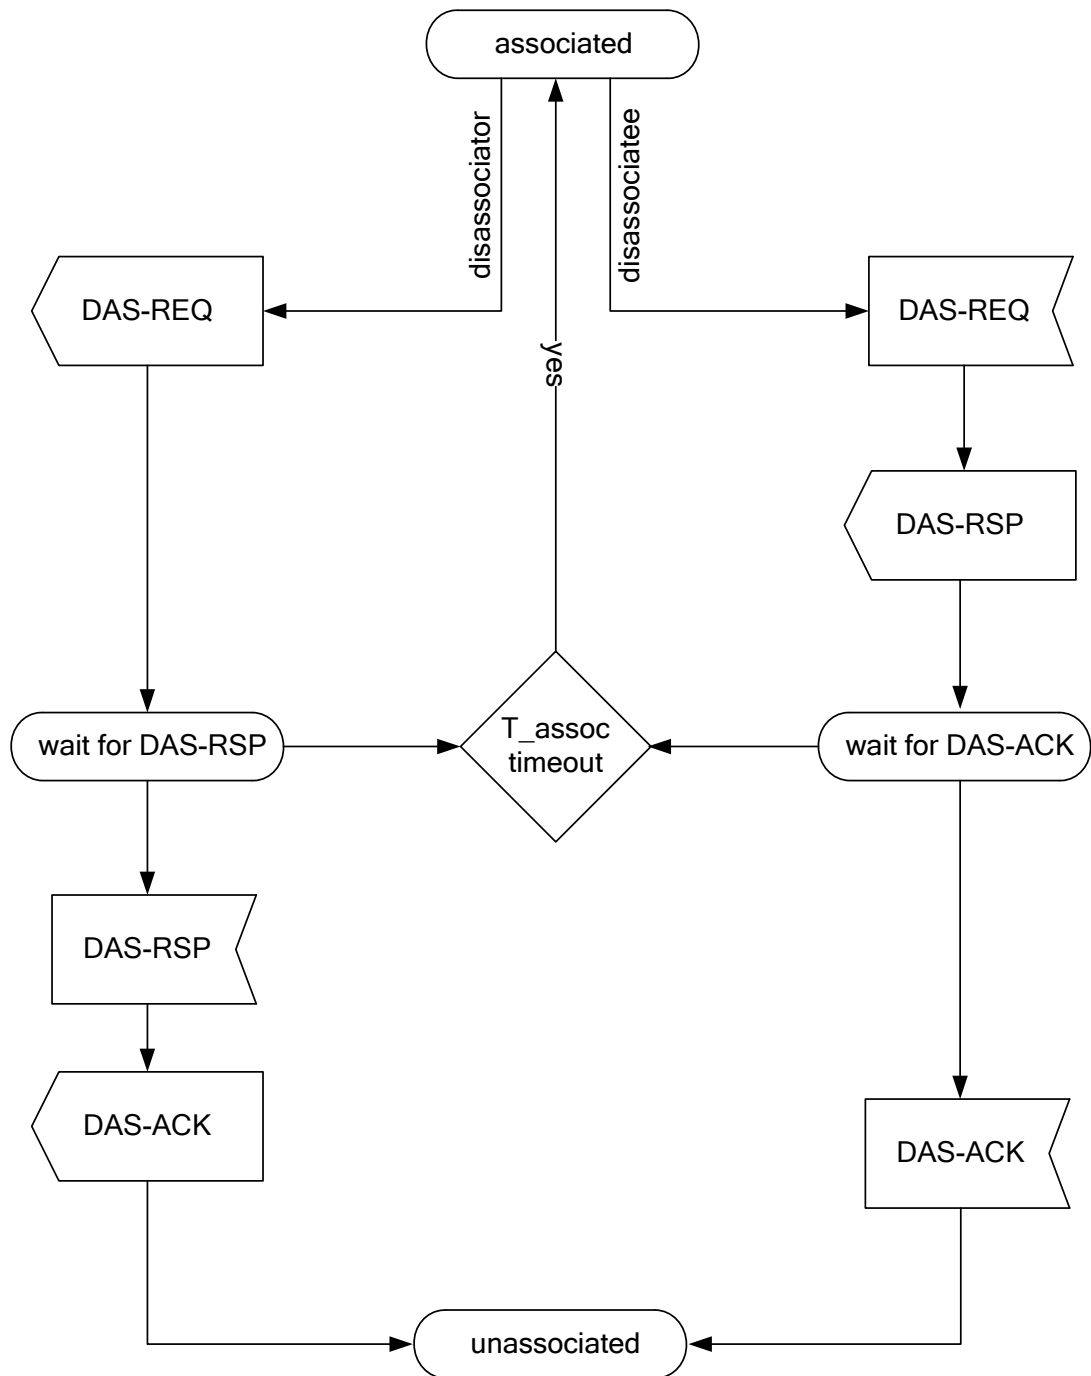 associated
disassociator
disassociatee
DAS-REQ
DAS-REQ
yes
DAS-RSP
wait for DAS-RSP
T_assoc
timeout
wait for DAS-ACK
DAS-RSP
DAS-ACK
DAS-ACK
unassociated